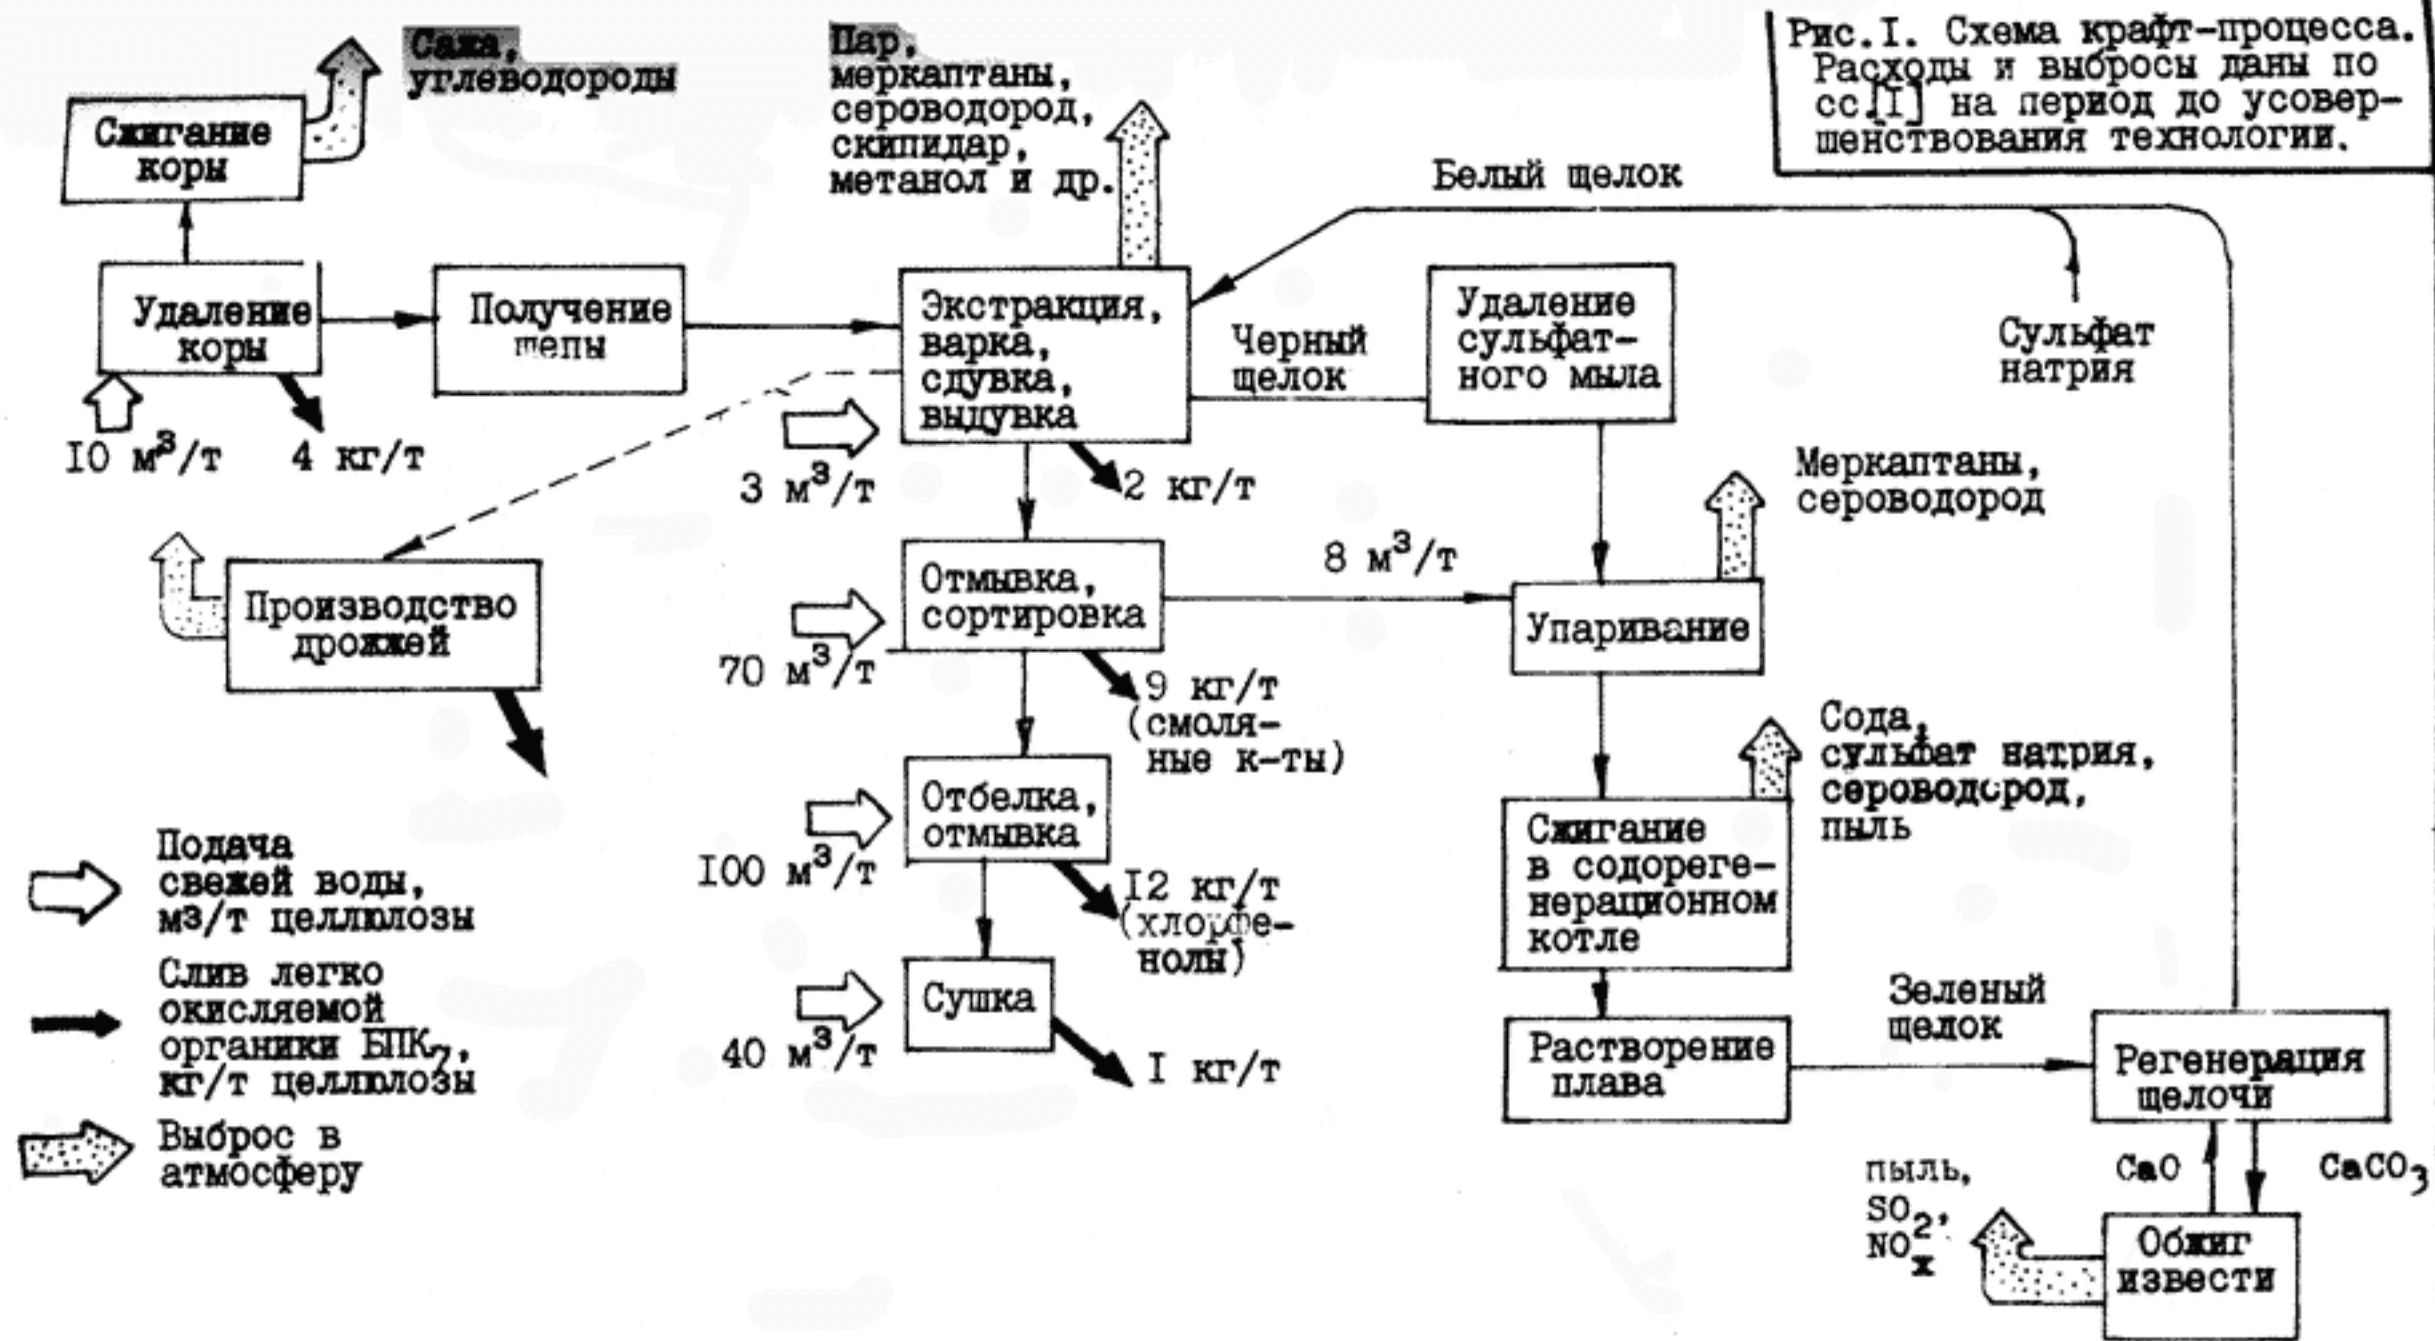 Рис.I. Схема крафт-процесса.
Расходы и выбросы даны по
сс[I] на период до усовер-
шенствования технологии.
Сажа,
углеводороды
Пар,
меркаптаны,
сероводород,
скипидар,
метанол и др.
Сжигание
коры
Белый щелок
Удаление
коры
Получение
щепы
Экстракция,
варка,
сдувка,
выдувка
Черный
щелок
Удаление
сульфат-
ного мыла
Сульфат
натрия
10 м³/т
4 кг/т
3 м³/т
2 кг/т
Меркаптаны,
сероводород
Производство
дрожжей
Отмывка,
сортировка
8 м³/т
Упаривание
70 м³/т
9 кг/т
(смоля-
ные к-ты)
Сода,
сульфат натрия,
сероводород,
пыль
Отбелка,
отмывка
100 м³/т
12 кг/т
(хлорфе-
нолы)
Сжигание
в содореге-
нерационном
котле
Сушка
40 м³/т
1 кг/т
Растворение
плава
Зеленый
щелок
Регенерация
щелочи
пыль,
SO₂,
NOₓ
CaO
CaCO₃
Обжиг
извести
Подача
свежей воды,
м3/т целлюлозы
Слив легко
окисляемой
органики БПК₇,
кг/т целлюлозы
Выброс в
атмосферу